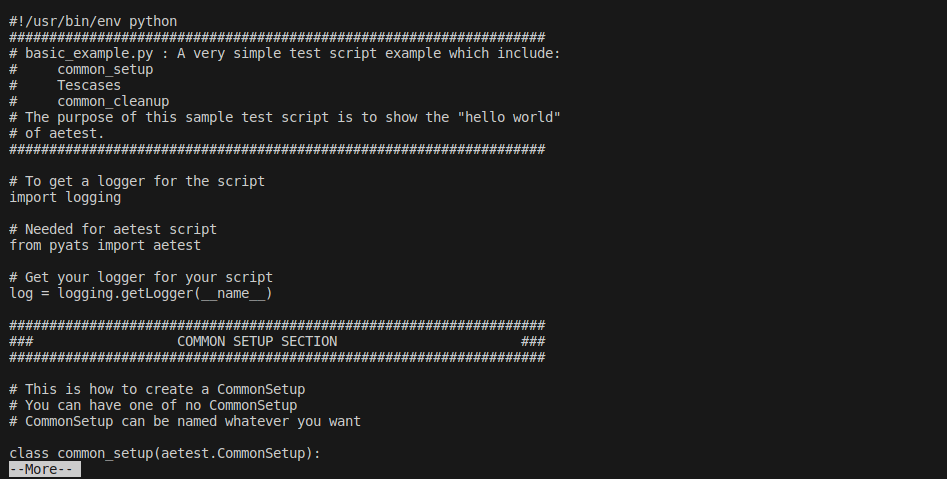 #!/usr/bin/env python
###################################################################
# basic_example.py : A very simple test script example which include:
#     common_setup
#     Tescases
#     common_cleanup
# The purpose of this sample test script is to show the "hello world"
# of aetest.
###################################################################
# To get a logger for the script
import logging
# Needed for aetest script
from pyats import aetest
# Get your logger for your script
log = logging.getLogger(__name__)
###################################################################
###                  COMMON SETUP SECTION                       ###
###################################################################
# This is how to create a CommonSetup
# You can have one of no CommonSetup
# CommonSetup can be named whatever you want
class common_setup(aetest.CommonSetup):
--More--